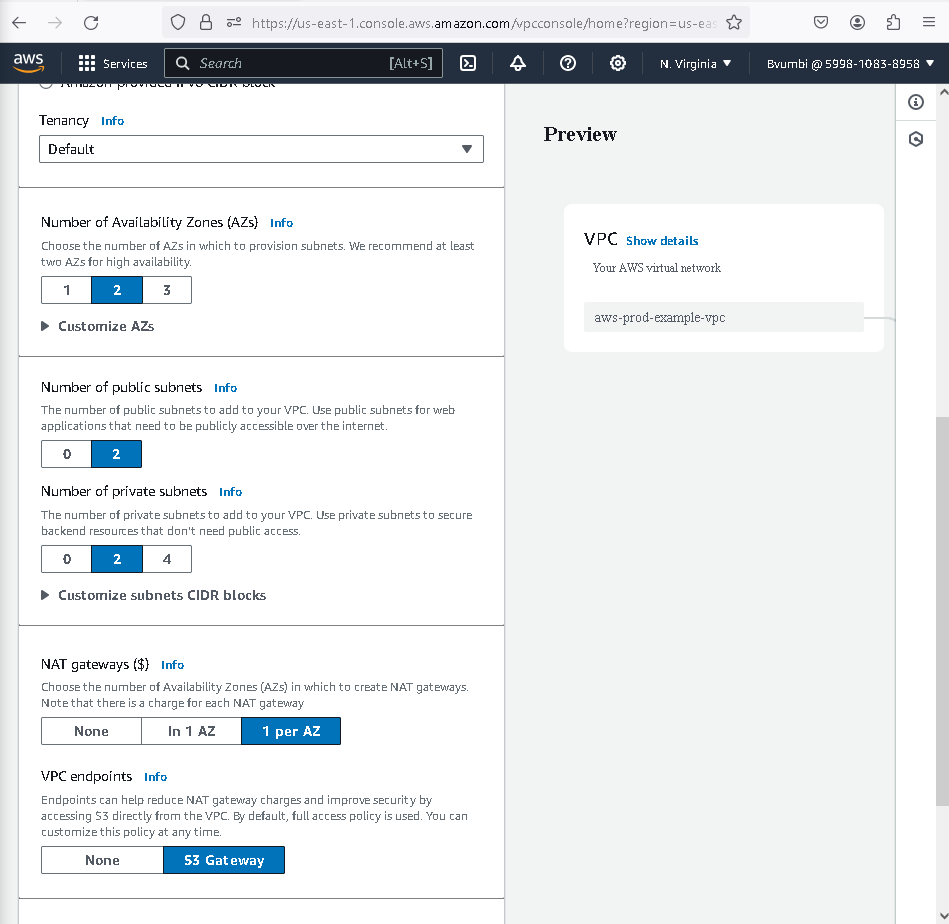 https://us-east-1.console.aws.amazon.com/vpcconsole/home?region=us-eas
aws
Services
Search
[Alt+S]
N. Virginia
Bvumbi @ 5998-1083-8958
Amazon-provided IPv6 CIDR block
Tenancy Info
Default
Number of Availability Zones (AZs) Info
Choose the number of AZs in which to provision subnets. We recommend at least
two AZs for high availability.
1 2 3
Customize AZs
Number of public subnets Info
The number of public subnets to add to your VPC. Use public subnets for web
applications that need to be publicly accessible over the internet.
0 2
Number of private subnets Info
The number of private subnets to add to your VPC. Use private subnets to secure
backend resources that don't need public access.
0 2 4
Customize subnets CIDR blocks
NAT gateways ($) Info
Choose the number of Availability Zones (AZs) in which to create NAT gateways.
Note that there is a charge for each NAT gateway
None In 1 AZ 1 per AZ
VPC endpoints Info
Endpoints can help reduce NAT gateway charges and improve security by
accessing S3 directly from the VPC. By default, full access policy is used. You can
customize this policy at any time.
None S3 Gateway
Preview
VPC Show details
Your AWS virtual network
aws-prod-example-vpc